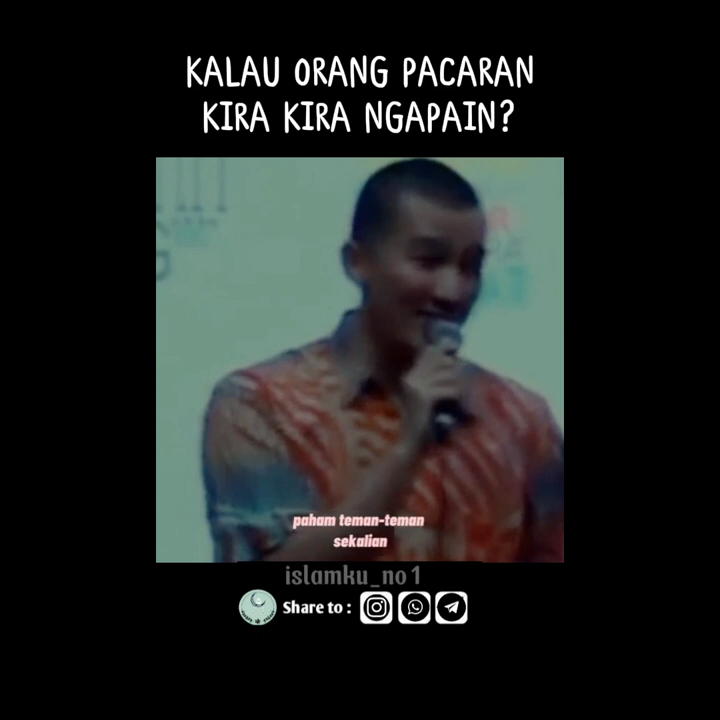 KALAU ORANG PACARAN
KIRA KIRA NGAPAIN?
paham teman-teman
sekalian
islamku_no1
Share to :